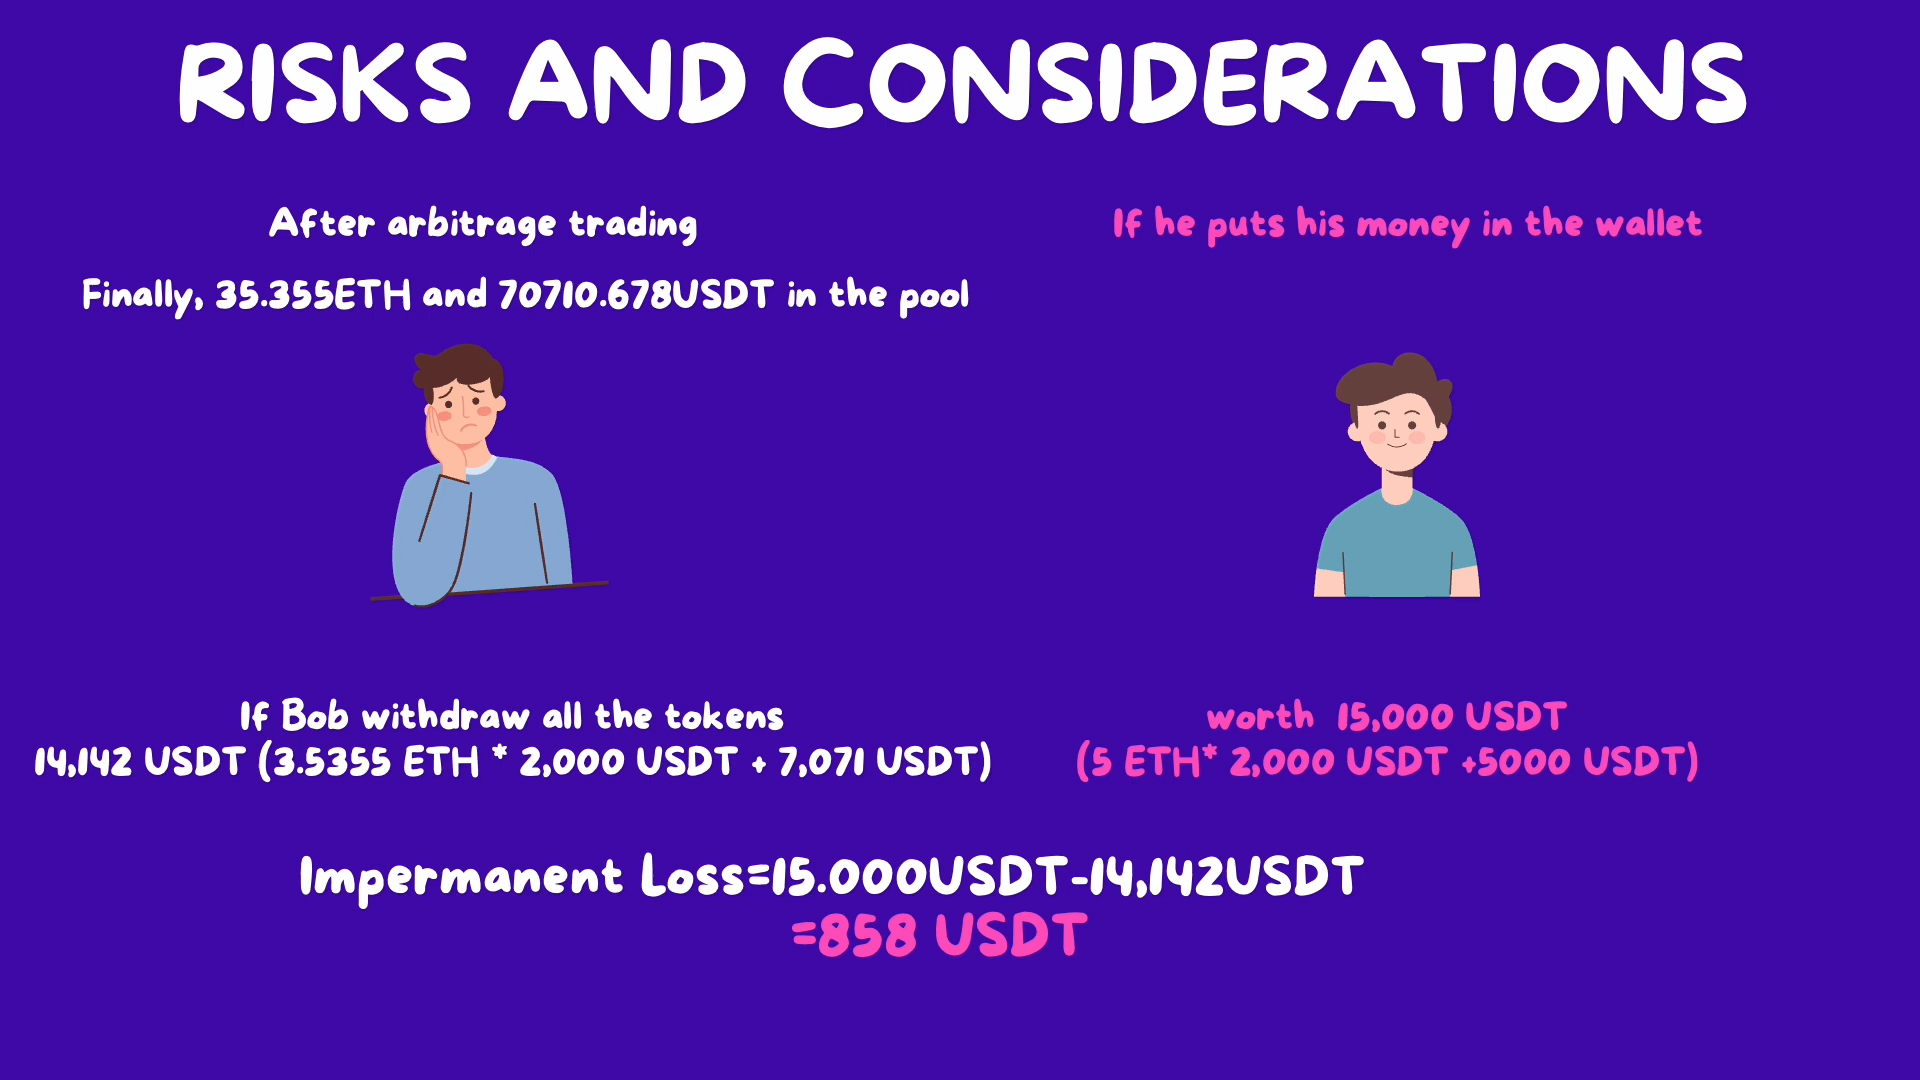 RISKS AND CONSIDERATIONS
After arbitrage trading
Finally, 35.355ETH and 70710.678USDT in the pool
If he puts his money in the wallet
If Bob withdraw all the tokens
14,142 USDT (3.5355 ETH * 2,000 USDT + 7,071 USDT)
worth 15,000 USDT
(5 ETH* 2,000 USDT +5000 USDT)
Impermanent Loss=15.000USDT-14,142USDT
=858 USDT